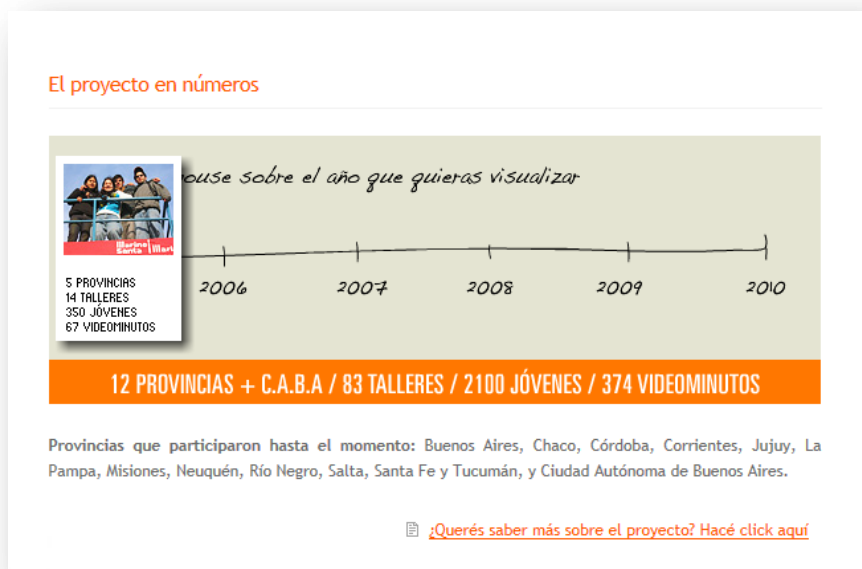 El proyecto en números
ouse sobre el año que quieras visualizar
Marina
Santa
Mari
5 PROVINCIAS
14 TALLERES
350 JÓVENES
67 VIDEOMINUTOS
2006 2007 2008 2009 2010
12 PROVINCIAS + C.A.B.A / 83 TALLERES / 2100 JÓVENES / 374 VIDEOMINUTOS
Provincias que participaron hasta el momento: Buenos Aires, Chaco, Córdoba, Corrientes, Jujuy, La
Pampa, Misiones, Neuquén, Río Negro, Salta, Santa Fe y Tucumán, y Ciudad Autónoma de Buenos Aires.
¿Querés saber más sobre el proyecto? Hacé click aquí